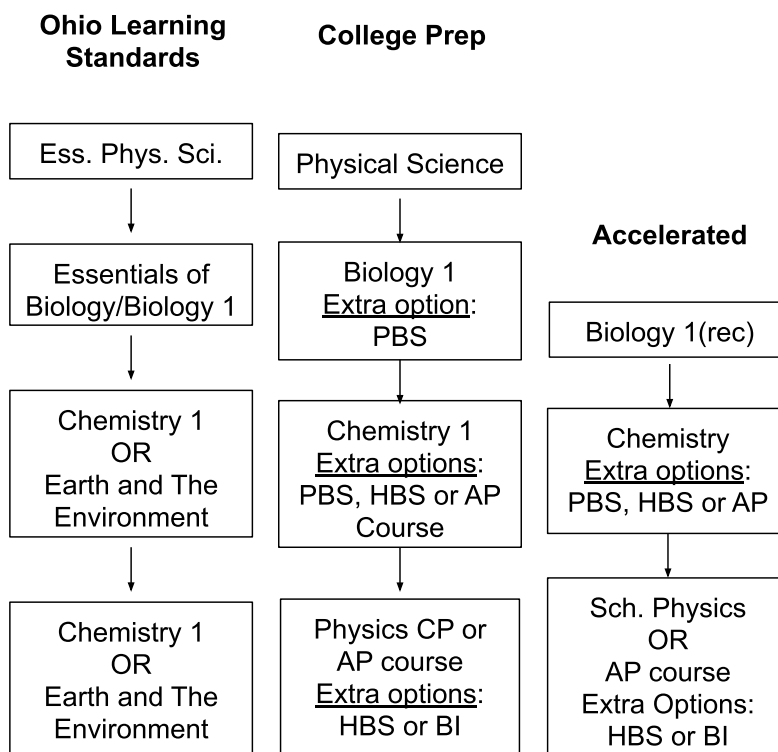 Ohio Learning
Standards
Ess. Phys. Sci.
Essentials of
Biology/Biology 1
Chemistry 1
OR
Earth and The
Environment
Chemistry 1
OR
Earth and The
Environment
College Prep
Physical Science
Biology 1
Extra option:
PBS
Chemistry 1
Extra options:
PBS, HBS or AP
Course
Physics CP or
AP course
Extra options:
HBS or BI
Accelerated
Biology 1(rec)
Chemistry
Extra options:
PBS, HBS or AP
Sch. Physics
OR
AP course
Extra Options:
HBS or BI